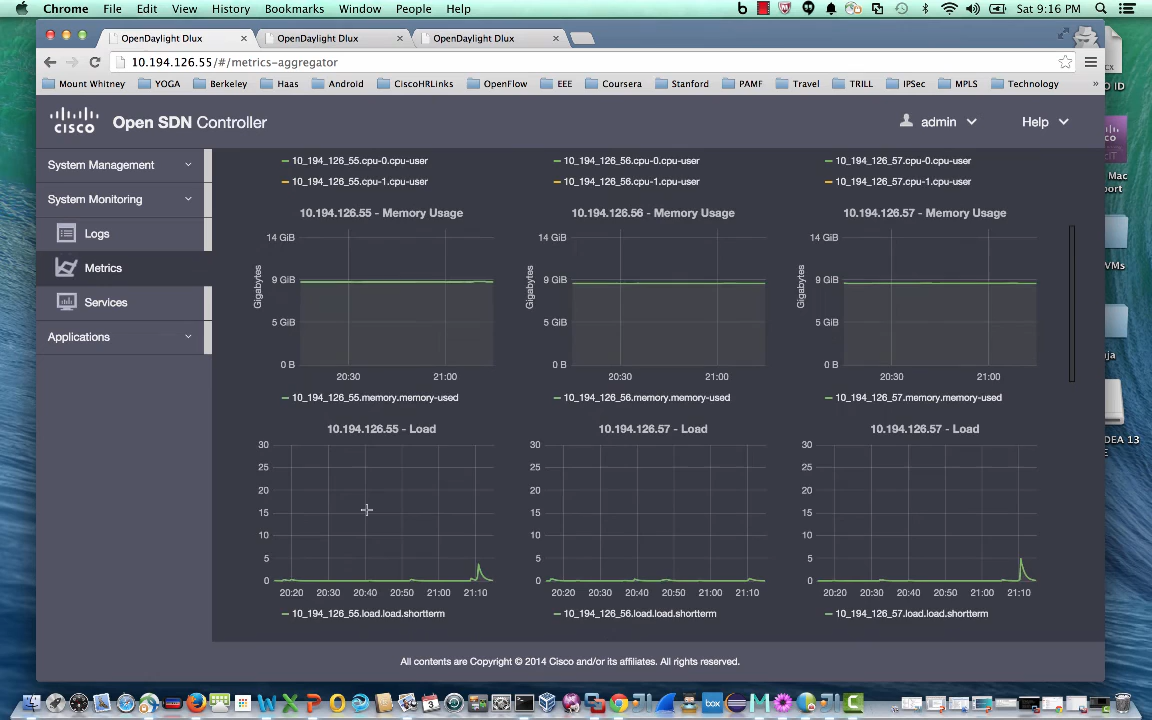 Chrome File Edit View History Bookmarks Window People Help Sat 9:16 PM
OpenDaylight Dlux OpenDaylight Dlux OpenDaylight Dlux
10.194.126.55/#/metrics-aggregator
Mount Whitney YOGA Berkeley Haas Android CiscoHRLinks OpenFlow EEE Coursera Stanford PAMF Travel TRILL IPSec MPLS Technology »
CISCO Open SDN Controller admin Help
System Management
System Monitoring
Logs
Metrics
Services
Applications
10_194_126_55.cpu-0.cpu-user 10_194_126_56.cpu-0.cpu-user 10_194_126_57.cpu-0.cpu-user
10_194_126_55.cpu-1.cpu-user 10_194_126_56.cpu-1.cpu-user 10_194_126_57.cpu-1.cpu-user
10.194.126.55 - Memory Usage 10.194.126.56 - Memory Usage 10.194.126.57 - Memory Usage
14 GiB 14 GiB 14 GiB
Gigabytes Gigabytes Gigabytes
9 GiB 9 GiB 9 GiB
5 GiB 5 GiB 5 GiB
0 B 0 B 0 B
20:30 21:00 20:30 21:00 20:30 21:00
10_194_126_55.memory.memory-used 10_194_126_56.memory.memory-used 10_194_126_57.memory.memory-used
10.194.126.55 - Load 10.194.126.57 - Load 10.194.126.57 - Load
30 30 30
25 25 25
20 20 20
15 15 15
10 10 10
5 5 5
0 0 0
20:20 20:30 20:40 20:50 21:00 21:10 20:20 20:30 20:40 20:50 21:00 21:10 20:20 20:30 20:40 20:50 21:00 21:10
10_194_126_55.load.load.shortterm 10_194_126_56.load.load.shortterm 10_194_126_57.load.load.shortterm
All contents are Copyright © 2014 Cisco and/or its affiliates. All rights reserved.
ID
Mac
port
VMs
nja
DEA 13
E
box